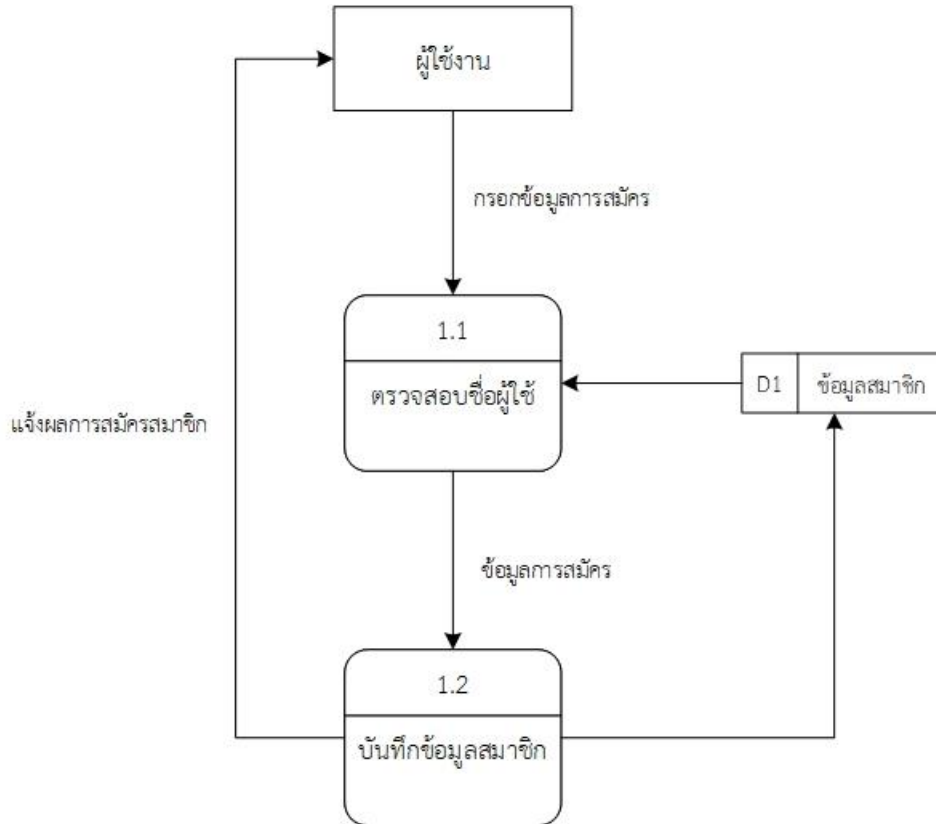 ผู้ใช้งาน
กรอกข้อมูลการสมัคร
1.1
ตรวจสอบชื่อผู้ใช้
D1 ข้อมูลสมาชิก
แจ้งผลการสมัครสมาชิก
ข้อมูลการสมัคร
1.2
บันทึกข้อมูลสมาชิก